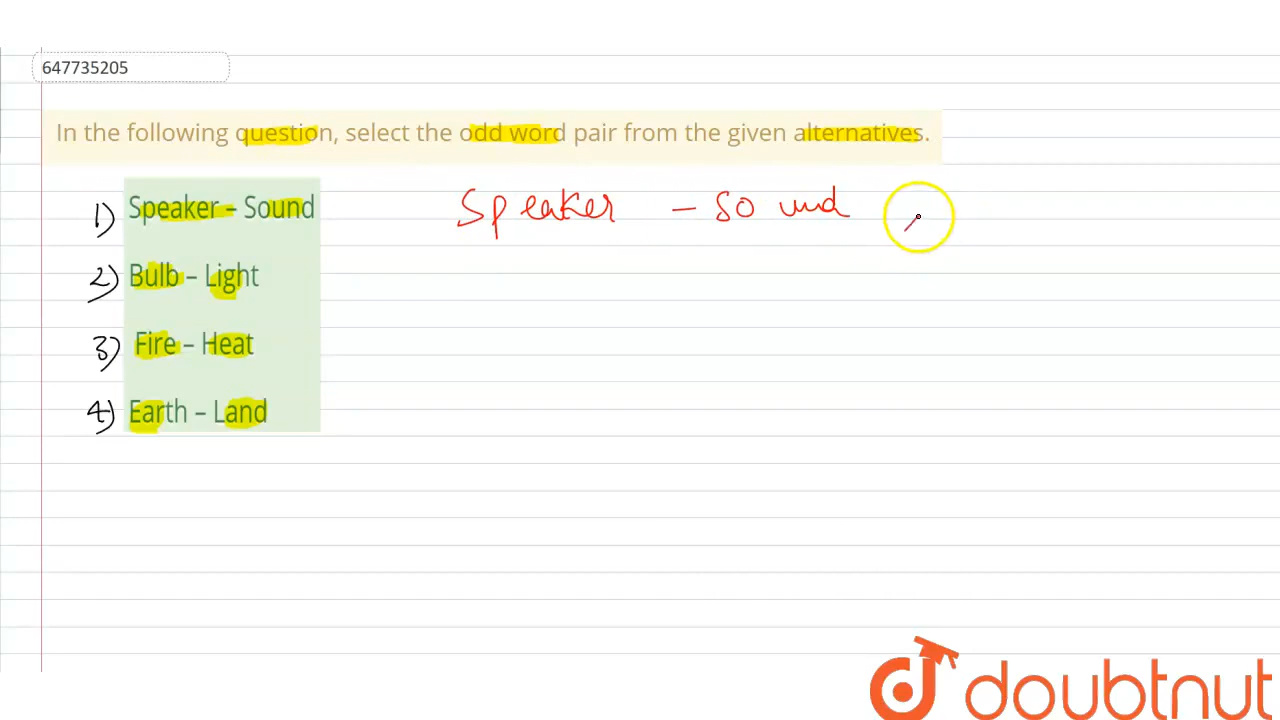 647735205
In the following question, select the odd word pair from the given alternatives.
1) Speaker – Sound
Speaker - Sound
2) Bulb – Light
3) Fire – Heat
4) Earth – Land
doubtnut